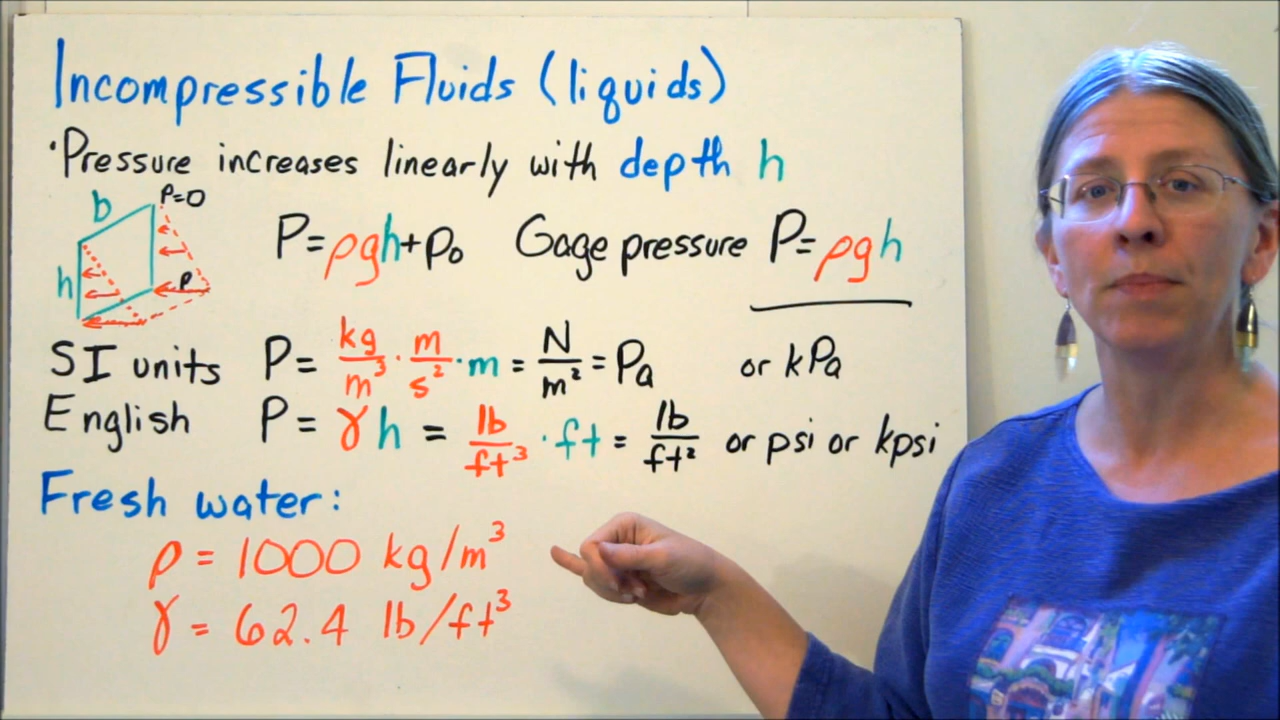 Incompressible Fluids (liquids)
·Pressure increases linearly with depth h
b P=0
h P
P=ρgh+p₀ Gage pressure P=ρgh
SI units P= kg/m³ · m/s² · m = N/m² = Pa or kPa
English P= γh = lb/ft³ · ft = lb/ft² or psi or kpsi
Fresh water:
ρ = 1000 kg/m³
γ = 62.4 lb/ft³